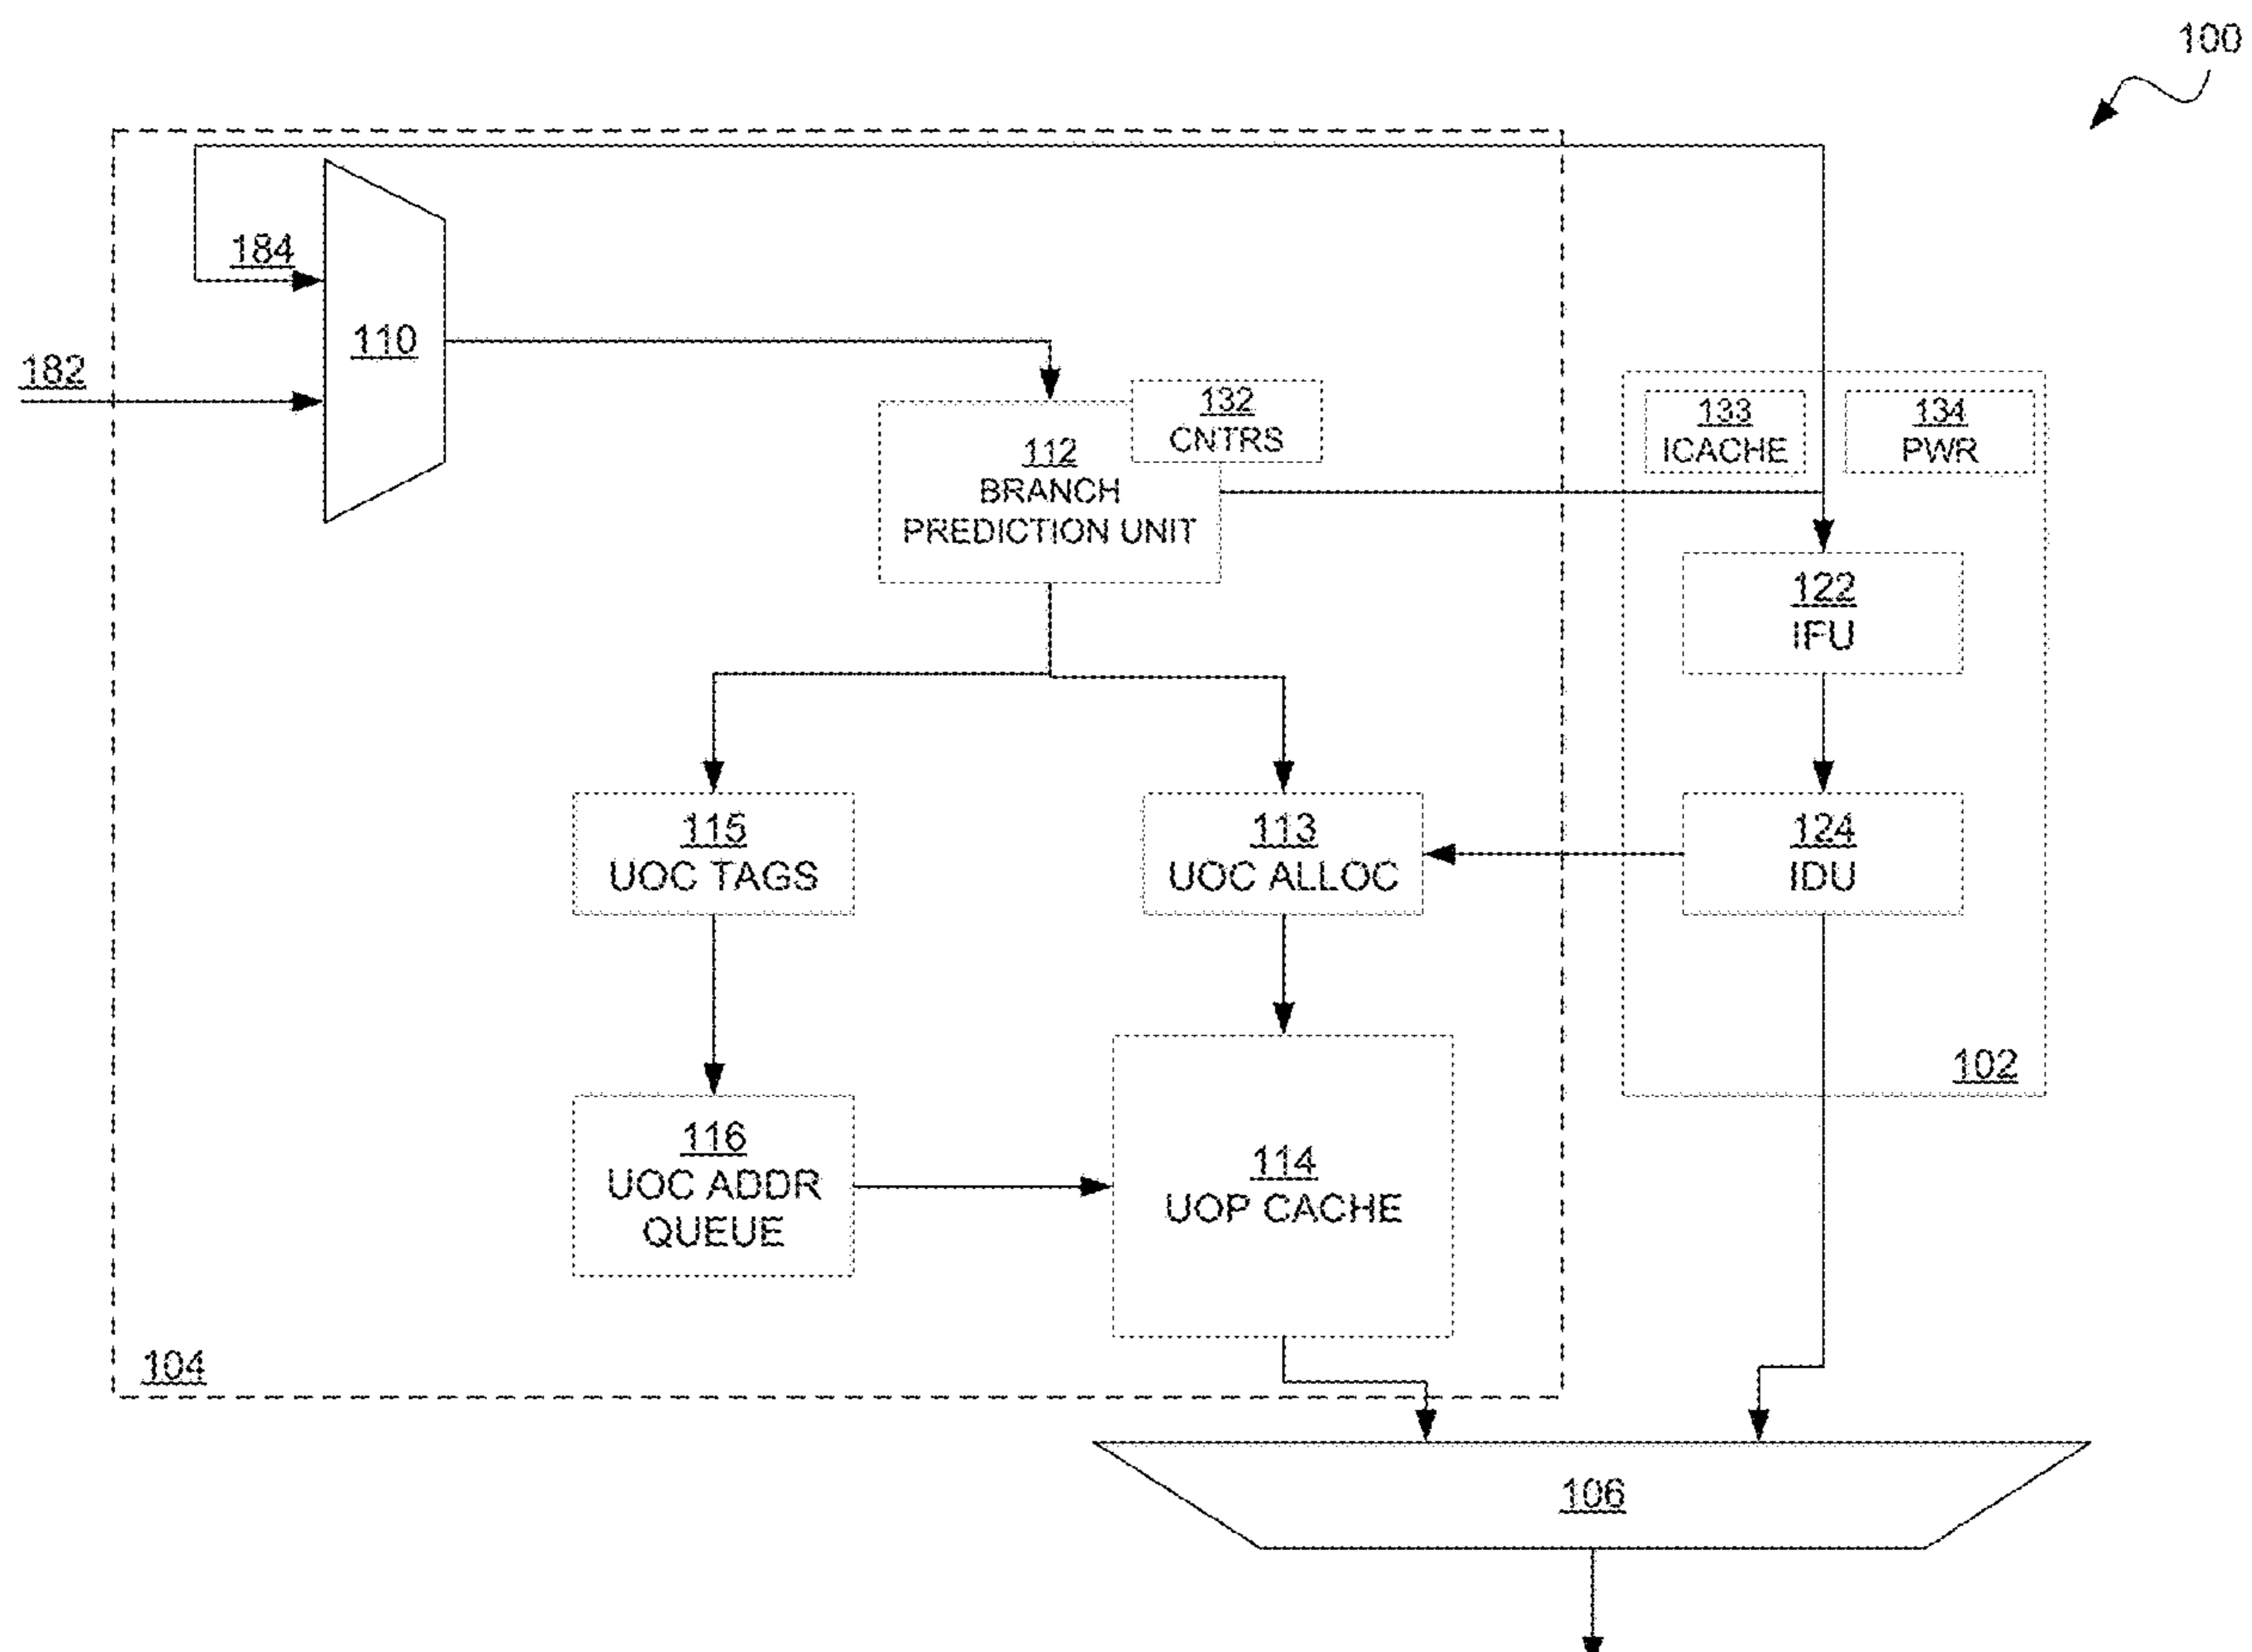 100
184
110
182
132
CNTRS
133
ICACHE
134
PWR
112
BRANCH
PREDICTION UNIT
122
IFU
115
UOC TAGS
113
UOC ALLOC
124
IDU
102
116
UOC ADDR
QUEUE
114
UOP CACHE
104
106